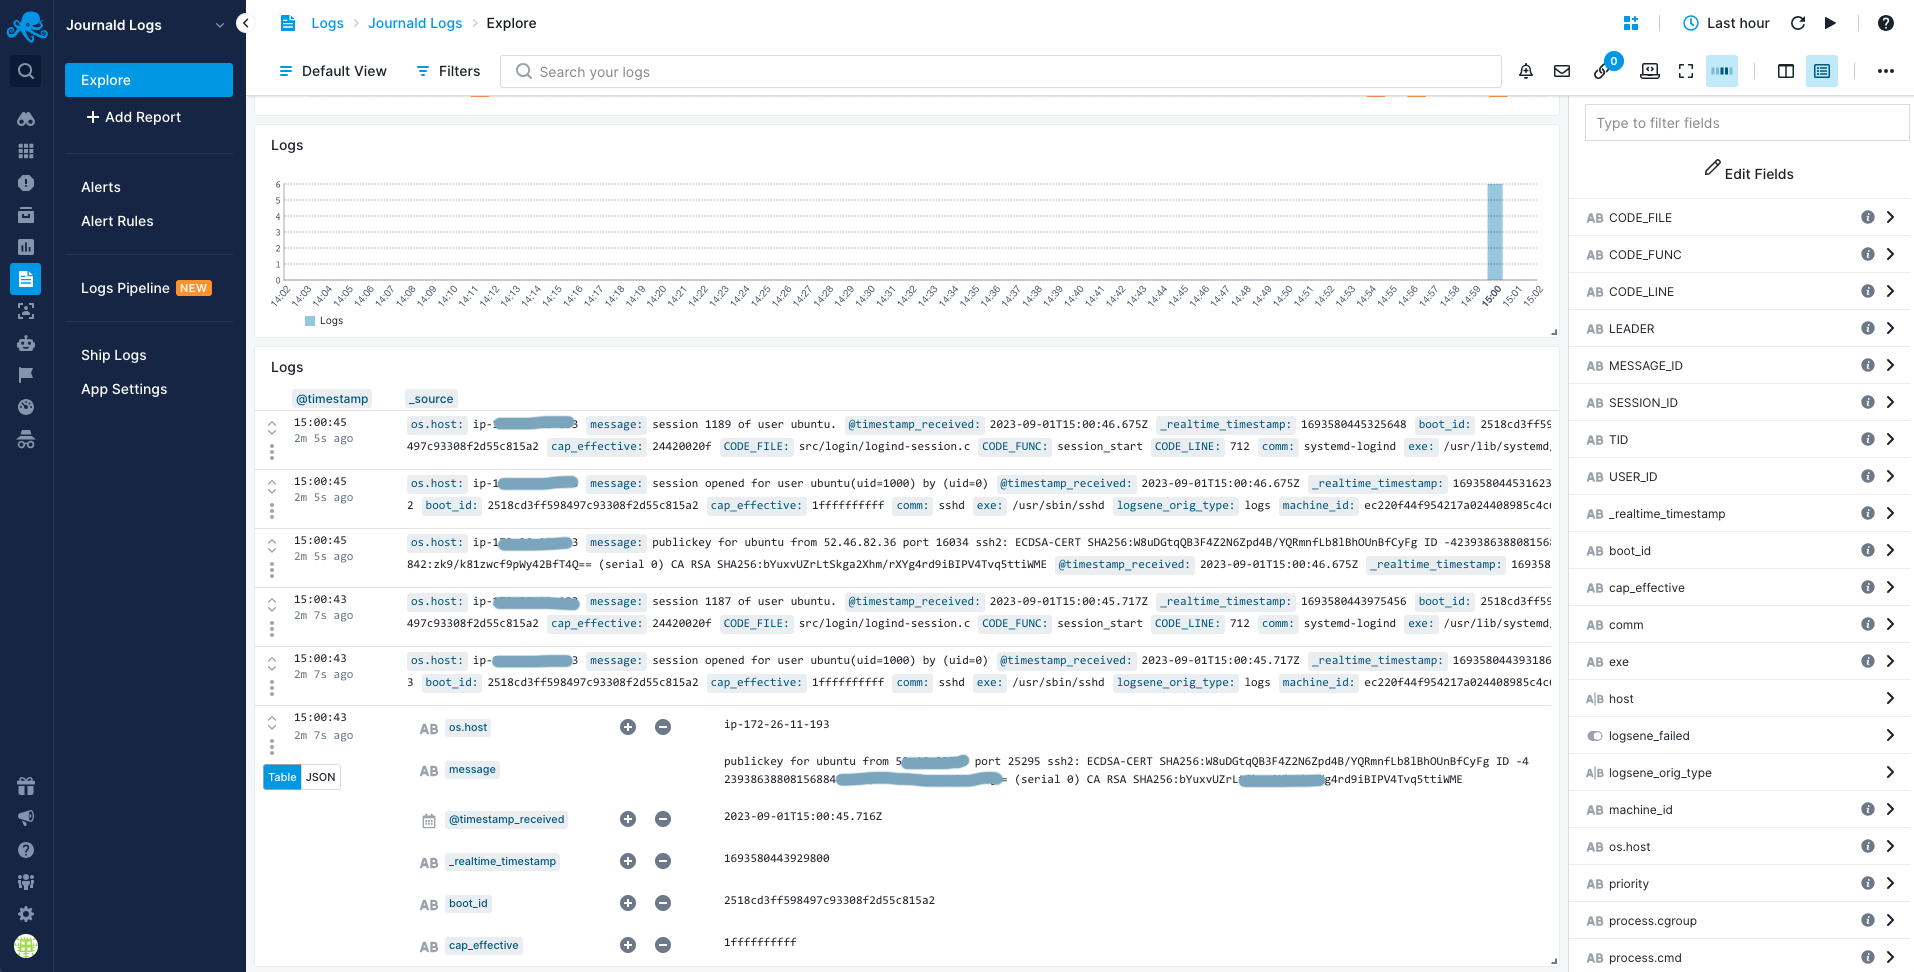 Journald Logs
Explore
Add Report
Alerts
Alert Rules
Logs Pipeline NEW
Ship Logs
App Settings
Logs > Journald Logs > Explore
Last hour
Default View
Filters
Search your logs
0
Logs
6
5
4
3
2
1
0
14:02 14:03 14:04 14:05 14:06 14:07 14:08 14:09 14:10 14:11 14:12 14:13 14:14 14:15 14:16 14:17 14:18 14:19 14:20 14:21 14:22 14:23 14:24 14:25 14:26 14:27 14:28 14:29 14:30 14:31 14:32 14:33 14:34 14:35 14:36 14:37 14:38 14:39 14:40 14:41 14:42 14:43 14:44 14:45 14:46 14:47 14:48 14:49 14:50 14:51 14:52 14:53 14:54 14:55 14:56 14:57 14:58 14:59 15:00 15:01 15:02
Logs
Logs
@timestamp _source
15:00:45
2m 5s ago
os.host: ip- 3 message: session 1189 of user ubuntu. @timestamp_received: 2023-09-01T15:00:46.675Z _realtime_timestamp: 1693580445325648 boot_id: 2518cd3ff59
497c93308f2d55c815a2 cap_effective: 24420020f CODE_FILE: src/login/logind-session.c CODE_FUNC: session_start CODE_LINE: 712 comm: systemd-logind exe: /usr/lib/systemd/
15:00:45
2m 5s ago
os.host: ip-1 message: session opened for user ubuntu(uid=1000) by (uid=0) @timestamp_received: 2023-09-01T15:00:46.675Z _realtime_timestamp: 169358044531623
2 boot_id: 2518cd3ff598497c93308f2d55c815a2 cap_effective: 1ffffffffff comm: sshd exe: /usr/sbin/sshd logsene_orig_type: logs machine_id: ec220f44f954217a024408985c4c
15:00:45
2m 5s ago
os.host: ip- 3 message: publickey for ubuntu from 52.46.82.36 port 16034 ssh2: ECDSA-CERT SHA256:W8uDGtqQB3F4Z2N6Zpd4B/YQRmnfLb8lBhOUnBfCyFg ID -4239386388081568
842:zk9/k81zwcf9pWy42BfT4Q== (serial 0) CA RSA SHA256:bYuxvUZrLtSkga2Xhm/rXYg4rd9iBIPV4Tvq5ttiWME @timestamp_received: 2023-09-01T15:00:46.675Z _realtime_timestamp: 169358
15:00:43
2m 7s ago
os.host: ip- message: session 1187 of user ubuntu. @timestamp_received: 2023-09-01T15:00:45.717Z _realtime_timestamp: 1693580443975456 boot_id: 2518cd3ff59
497c93308f2d55c815a2 cap_effective: 24420020f CODE_FILE: src/login/logind-session.c CODE_FUNC: session_start CODE_LINE: 712 comm: systemd-logind exe: /usr/lib/systemd/
15:00:43
2m 7s ago
os.host: ip- 3 message: session opened for user ubuntu(uid=1000) by (uid=0) @timestamp_received: 2023-09-01T15:00:45.717Z _realtime_timestamp: 169358044393186
3 boot_id: 2518cd3ff598497c93308f2d55c815a2 cap_effective: 1ffffffffff comm: sshd exe: /usr/sbin/sshd logsene_orig_type: logs machine_id: ec220f44f954217a024408985c4c
15:00:43
2m 7s ago
Table JSON
AB os.host ip-172-26-11-193
AB message publickey for ubuntu from 5 port 25295 ssh2: ECDSA-CERT SHA256:W8uDGtqQB3F4Z2N6Zpd4B/YQRmnfLb8lBhOUnBfCyFg ID -4
23938638808156884 = (serial 0) CA RSA SHA256:bYuxvUZrL g4rd9iBIPV4Tvq5ttiWME
@timestamp_received 2023-09-01T15:00:45.716Z
AB _realtime_timestamp 1693580443929800
AB boot_id 2518cd3ff598497c93308f2d55c815a2
AB cap_effective 1ffffffffff
Type to filter fields
Edit Fields
AB CODE_FILE
AB CODE_FUNC
AB CODE_LINE
AB LEADER
AB MESSAGE_ID
AB SESSION_ID
AB TID
AB USER_ID
AB _realtime_timestamp
AB boot_id
AB cap_effective
AB comm
AB exe
A|B host
logsene_failed
A|B logsene_orig_type
AB machine_id
AB os.host
AB priority
AB process.cgroup
AB process.cmd